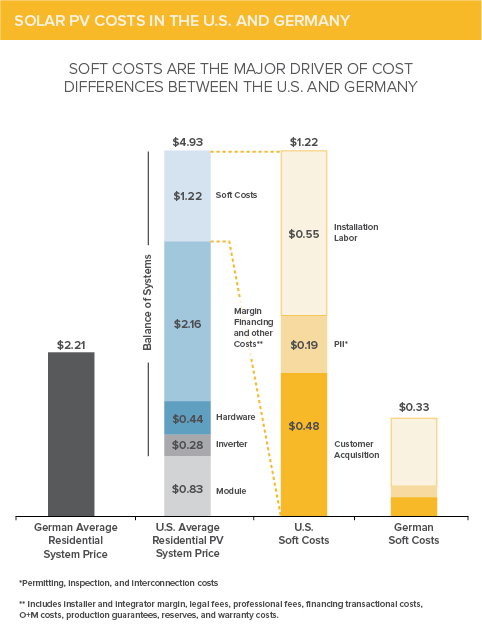 SOLAR PV COSTS IN THE U.S. AND GERMANY
SOFT COSTS ARE THE MAJOR DRIVER OF COST
DIFFERENCES BETWEEN THE U.S. AND GERMANY
$2.21
German Average
Residential
System Price
Balance of Systems
$4.93
$1.22
Soft Costs
$2.16
Margin
Financing
and other
Costs**
$0.44
Hardware
$0.28
Inverter
$0.83
Module
U.S. Average
Residential PV
System Price
$1.22
$0.55
Installation
Labor
$0.19
PII*
$0.48
Customer
Acquisition
U.S.
Soft Costs
$0.33
German
Soft Costs
*Permitting, Inspection, and Interconnection costs
** Includes installer and integrator margin, legal fees, professional fees, financing transactional costs,
O+M costs, production guarantees, reserves, and warranty costs.